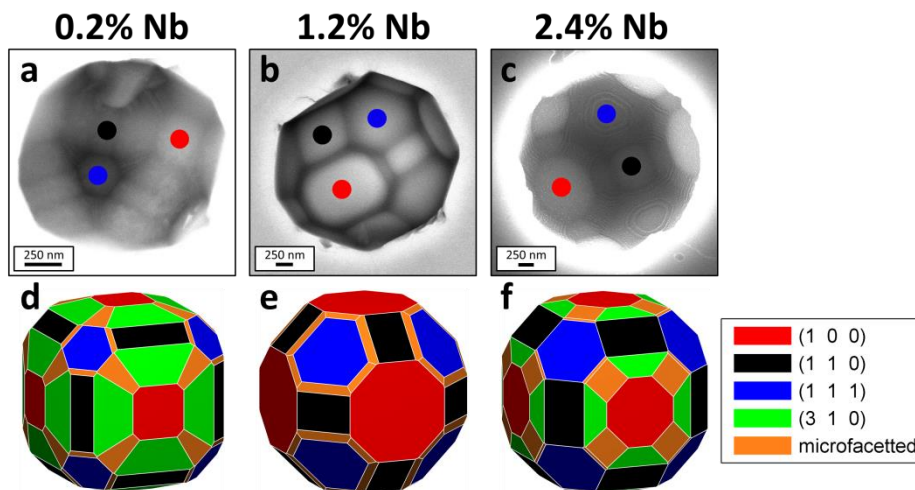 0.2% Nb 1.2% Nb 2.4% Nb
a b c
250 nm 250 nm 250 nm
d e f
(1 0 0)
(1 1 0)
(1 1 1)
(3 1 0)
microfacetted